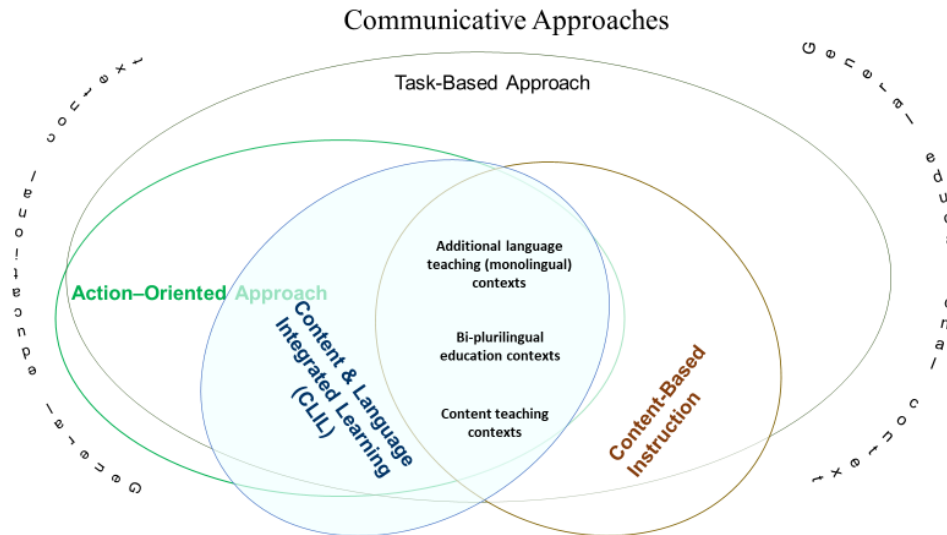 Communicative Approaches
General educational context
General educational context
Task-Based Approach
Action–Oriented Approach
Content & Language
Integrated Learning
(CLIL)
Additional language
teaching (monolingual)
contexts
Bi-plurilingual
education contexts
Content teaching
contexts
Content-Based
Instruction